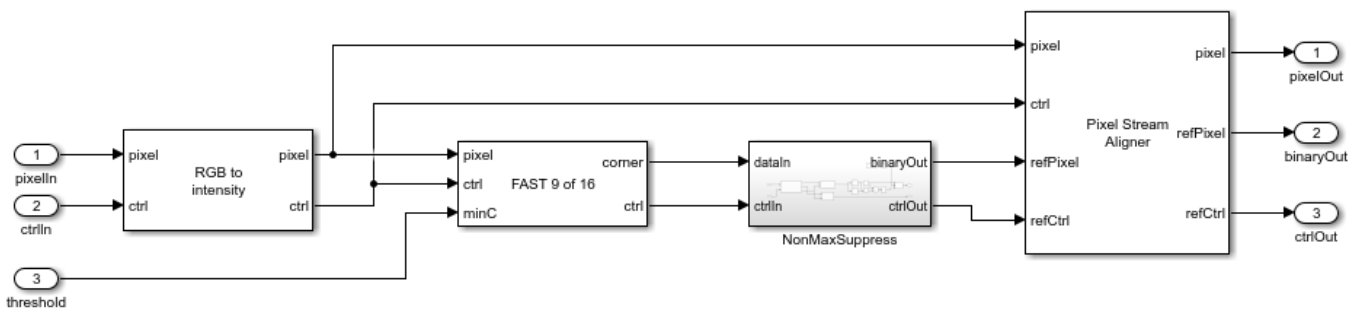 pixel
pixel
1
pixelOut
ctrl
Pixel Stream
Aligner
refPixel
2
binaryOut
refPixel
refCtrl
refCtrl
3
ctrlOut
1
pixelIn
2
ctrlIn
3
threshold
pixel
ctrl
RGB to
intensity
pixel
ctrl
pixel
ctrl
minC
FAST 9 of 16
corner
ctrl
dataIn
ctrlIn
binaryOut
ctrlOut
NonMaxSuppress